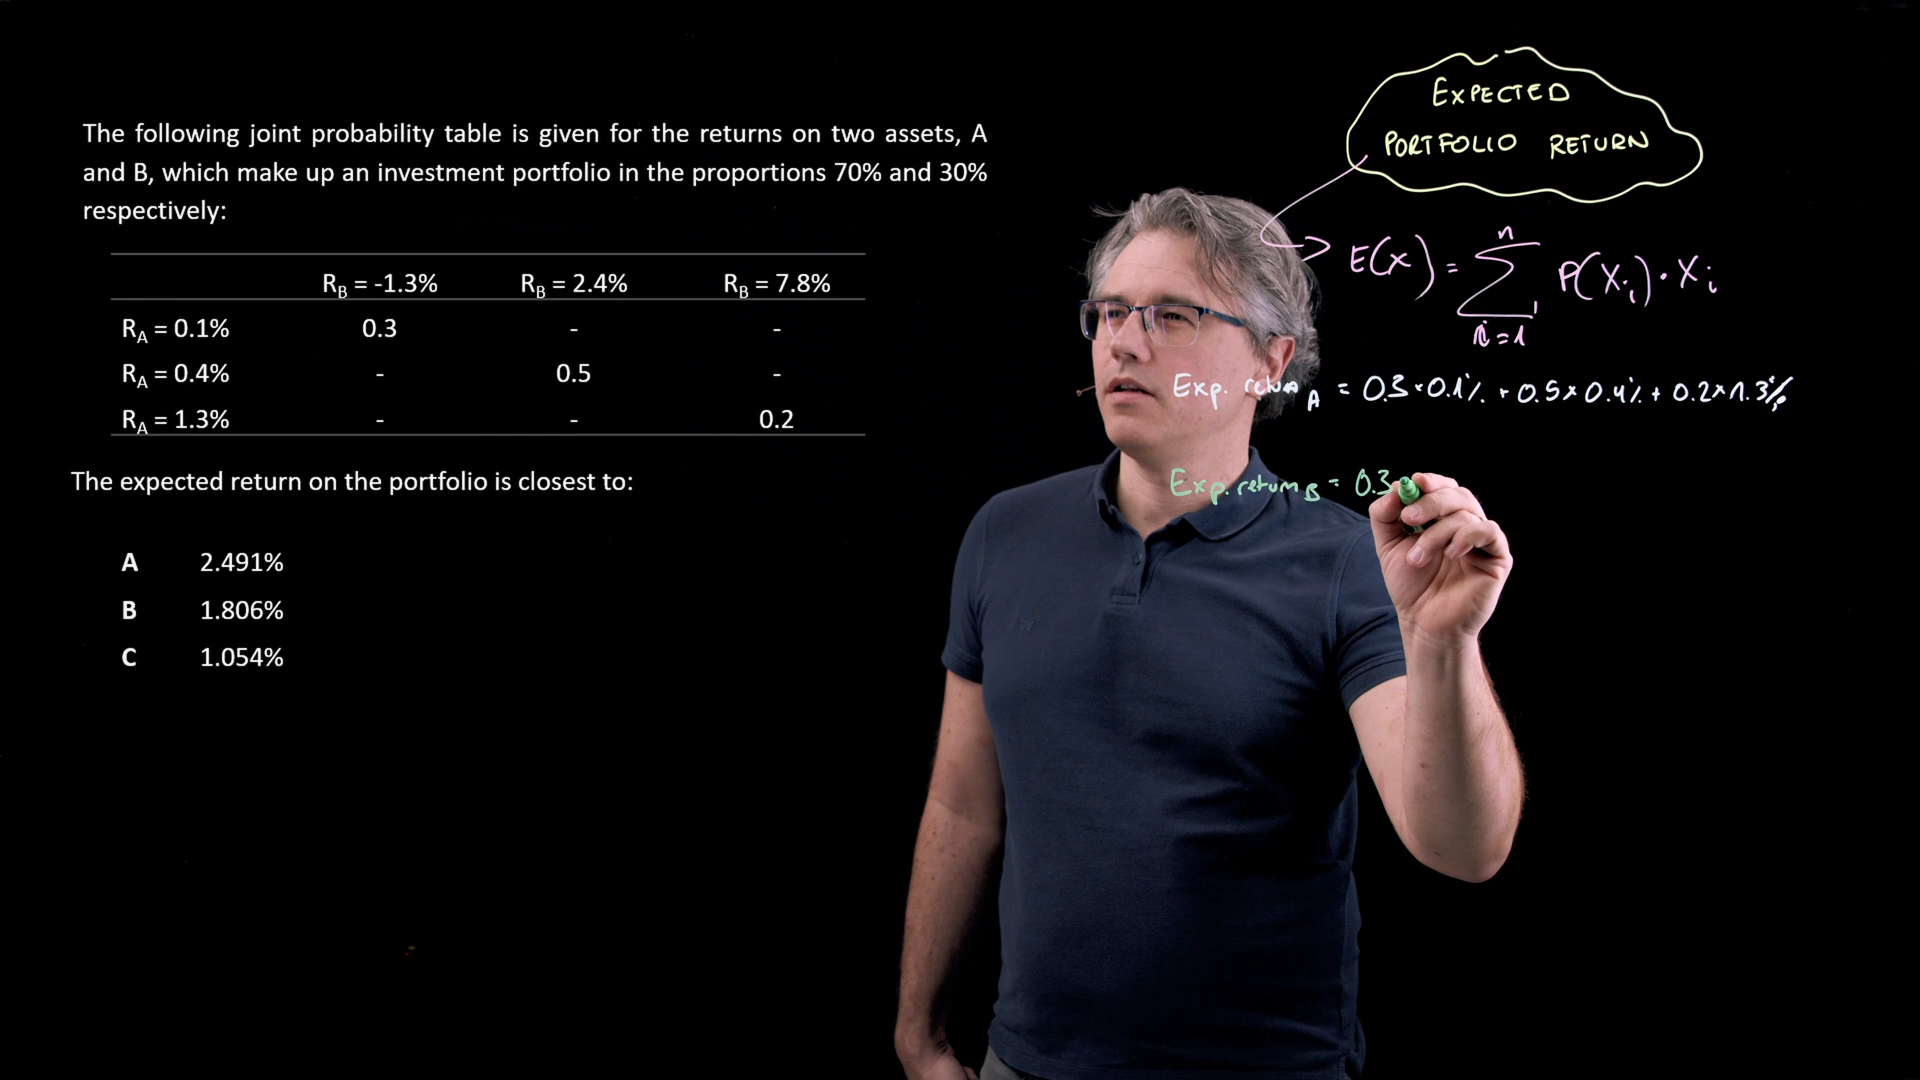 The following joint probability table is given for the returns on two assets, A
and B, which make up an investment portfolio in the proportions 70% and 30%
respectively:
R_B = -1.3% R_B = 2.4% R_B = 7.8%
R_A = 0.1% 0.3 - -
R_A = 0.4% - 0.5 -
R_A = 1.3% - - 0.2
The expected return on the portfolio is closest to:
A 2.491%
B 1.806%
C 1.054%
EXPECTED
PORTFOLIO RETURN
n
E(X) = Σ P(X_i) · X_i
i=1
Exp. return_A = 0.3×0.1% + 0.5×0.4% + 0.2×1.3%
Exp. return_B = 0.3